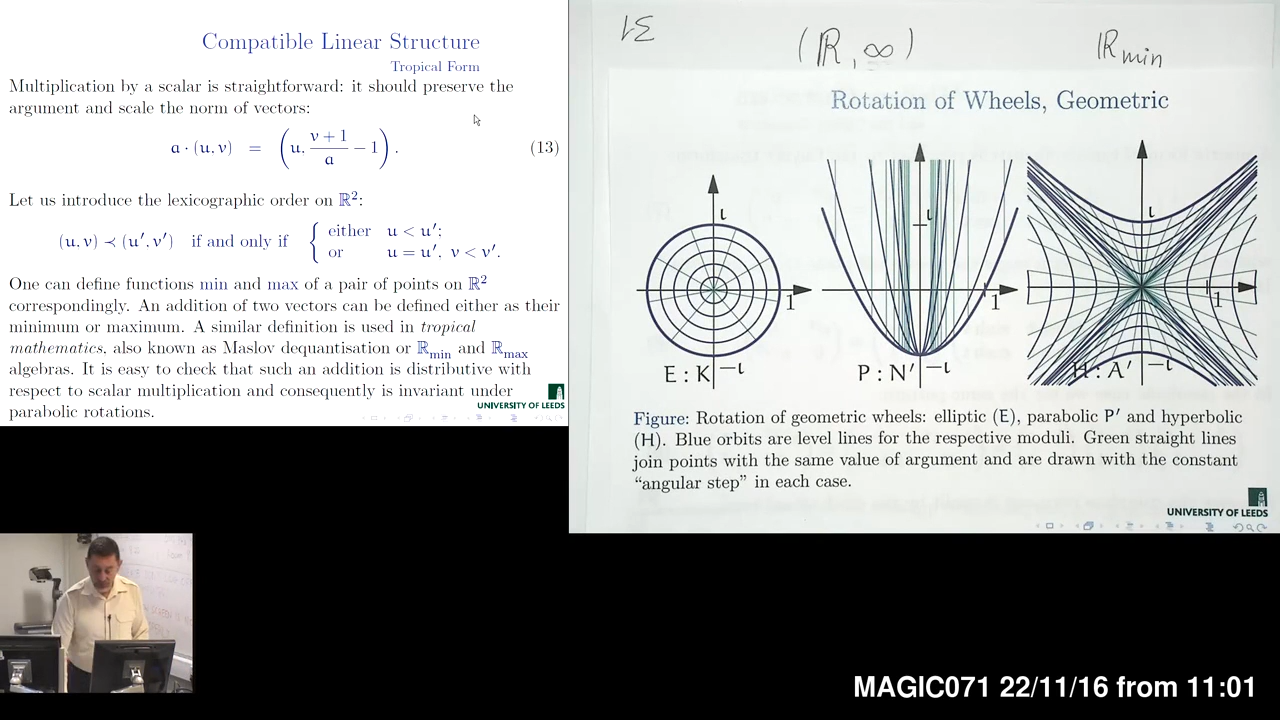 Compatible Linear Structure
Tropical Form
Multiplication by a scalar is straightforward: it should preserve the
argument and scale the norm of vectors:
a · (u, v) = (u, (v + 1)/a − 1). (13)
Let us introduce the lexicographic order on ℝ²:
(u, v) ≺ (u′, v′) if and only if { either u < u′;
or u = u′, v < v′.
One can define functions min and max of a pair of points on ℝ²
correspondingly. An addition of two vectors can be defined either as their
minimum or maximum. A similar definition is used in tropical
mathematics, also known as Maslov dequantisation or ℝmin and ℝmax
algebras. It is easy to check that such an addition is distributive with
respect to scalar multiplication and consequently is invariant under
parabolic rotations.
UNIVERSITY OF LEEDS
(ℝ, ∞) ℝmin
Rotation of Wheels, Geometric
ι
1
E : K −ι
ι
1
P : N′ −ι
ι
1
H : A′ −ι
Figure: Rotation of geometric wheels: elliptic (E), parabolic P′ and hyperbolic
(H). Blue orbits are level lines for the respective moduli. Green straight lines
join points with the same value of argument and are drawn with the constant
“angular step” in each case.
UNIVERSITY OF LEEDS
MAGIC071 22/11/16 from 11:01